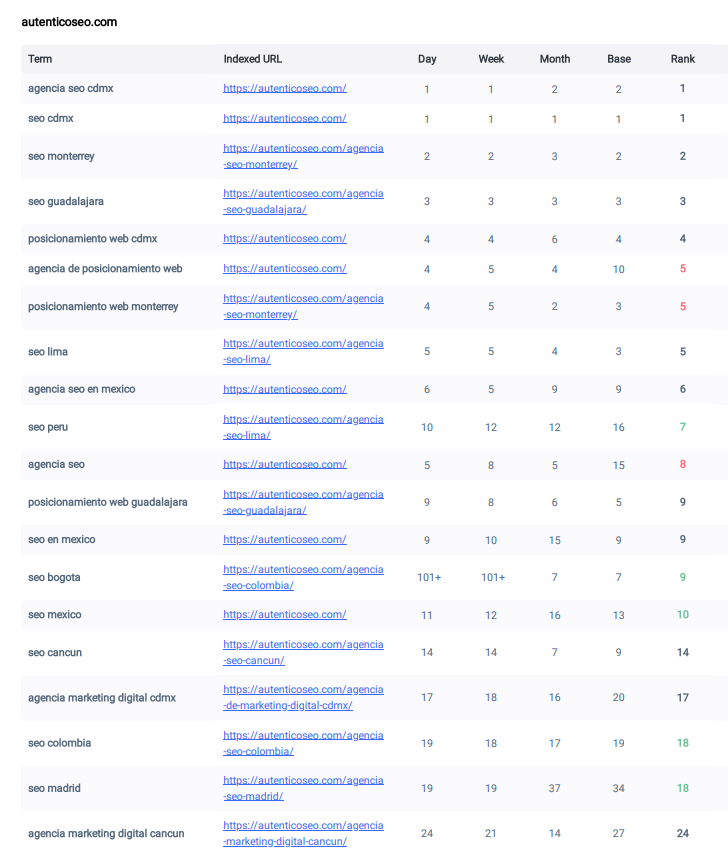 autenticoseo.com
Term Indexed URL Day Week Month Base Rank
agencia seo cdmx https://autenticoseo.com/ 1 1 2 2 1
seo cdmx https://autenticoseo.com/ 1 1 1 1 1
seo monterrey https://autenticoseo.com/agencia 2 2 3 2 2
-seo-monterrey/
seo guadalajara https://autenticoseo.com/agencia 3 3 3 3 3
-seo-guadalajara/
posicionamiento web cdmx https://autenticoseo.com/ 4 4 6 4 4
agencia de posicionamiento web https://autenticoseo.com/ 4 5 4 10 5
posicionamiento web monterrey https://autenticoseo.com/agencia 4 5 2 3 5
-seo-monterrey/
seo lima https://autenticoseo.com/agencia 5 5 4 3 5
-seo-lima/
agencia seo en mexico https://autenticoseo.com/ 6 5 9 9 6
seo peru https://autenticoseo.com/agencia 10 12 12 16 7
-seo-lima/
agencia seo https://autenticoseo.com/ 5 8 5 15 8
posicionamiento web guadalajara https://autenticoseo.com/agencia 9 8 6 5 9
-seo-guadalajara/
seo en mexico https://autenticoseo.com/ 9 10 15 9 9
seo bogota https://autenticoseo.com/agencia 101+ 101+ 7 7 9
-seo-colombia/
seo mexico https://autenticoseo.com/ 11 12 16 13 10
seo cancun https://autenticoseo.com/agencia 14 14 7 9 14
-seo-cancun/
agencia marketing digital cdmx https://autenticoseo.com/agencia 17 18 16 20 17
-de-marketing-digital-cdmx/
seo colombia https://autenticoseo.com/agencia 19 18 17 19 18
-seo-colombia/
seo madrid https://autenticoseo.com/agencia 19 19 37 34 18
-seo-madrid/
agencia marketing digital cancun https://autenticoseo.com/agencia 24 21 14 27 24
-marketing-digital-cancun/